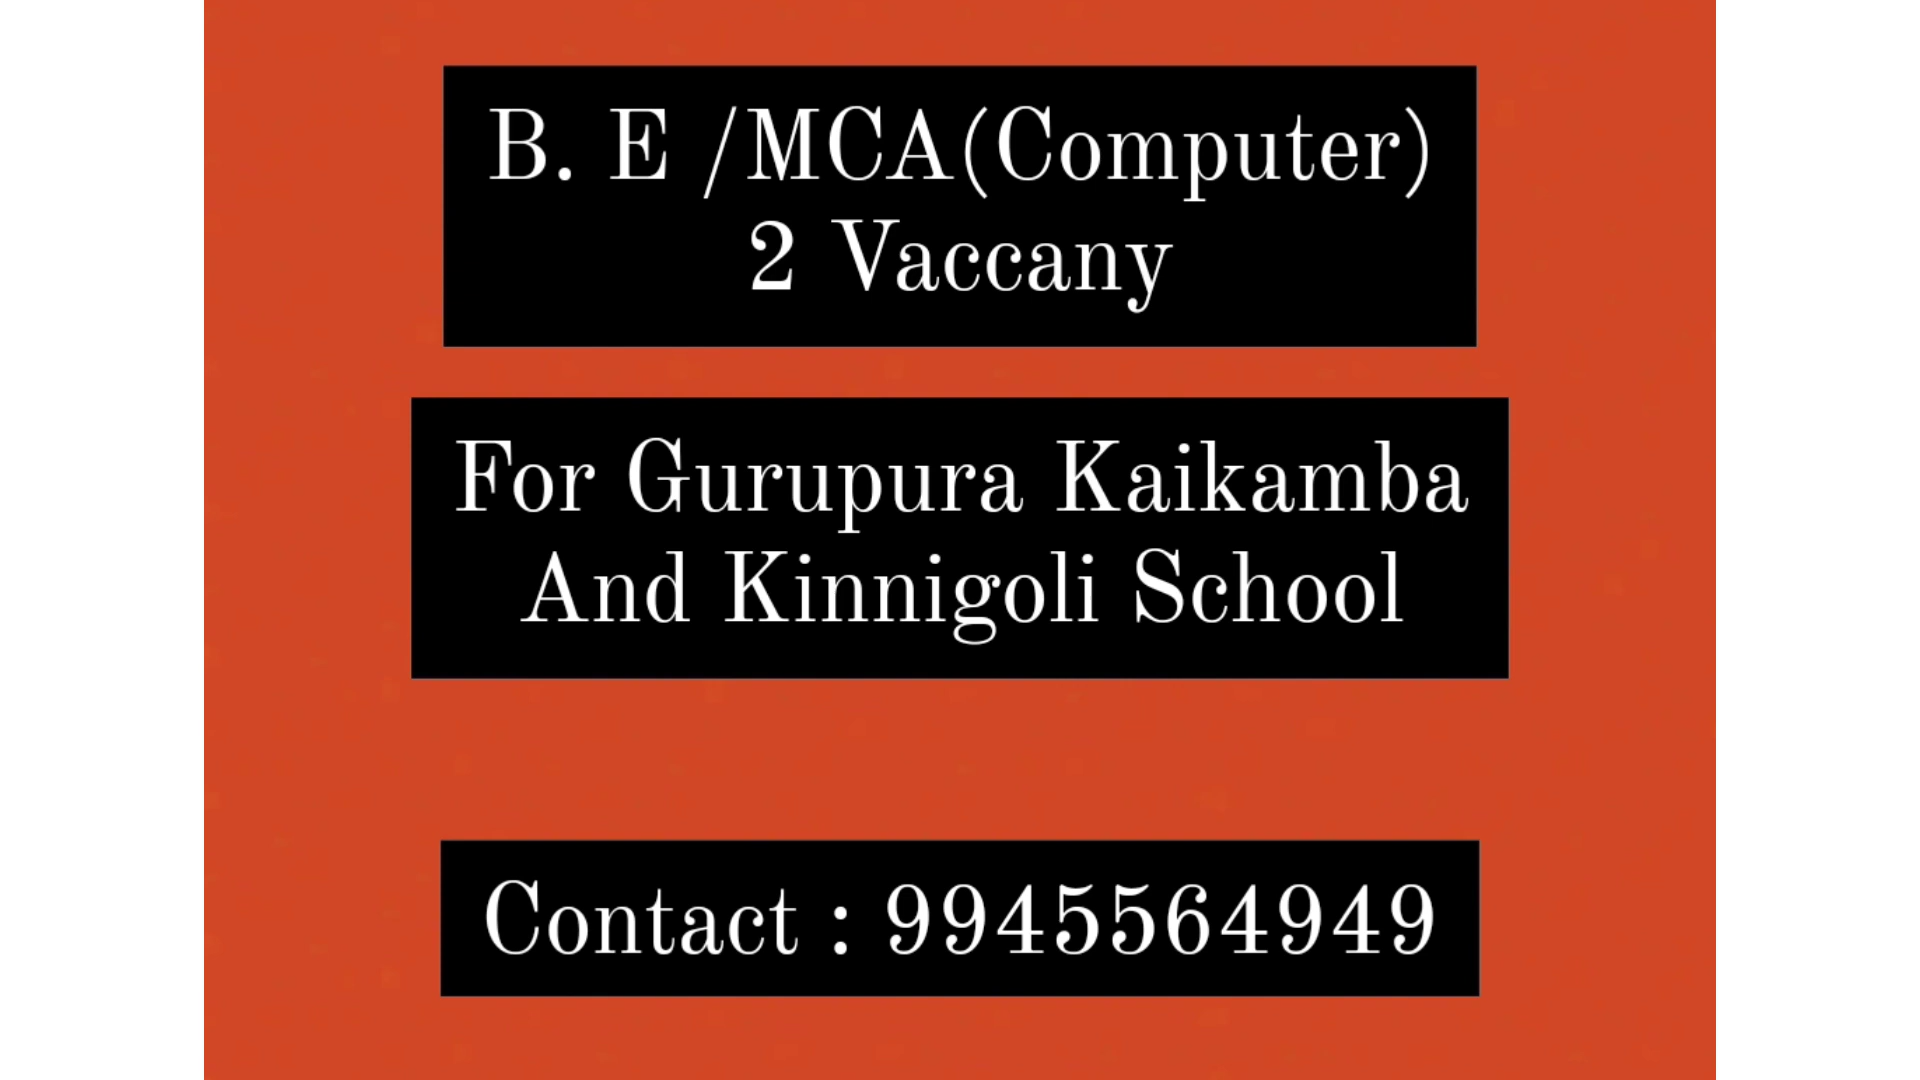 B. E /MCA(Computer)
2 Vaccany
For Gurupura Kaikamba
And Kinnigoli School
Contact : 9945564949